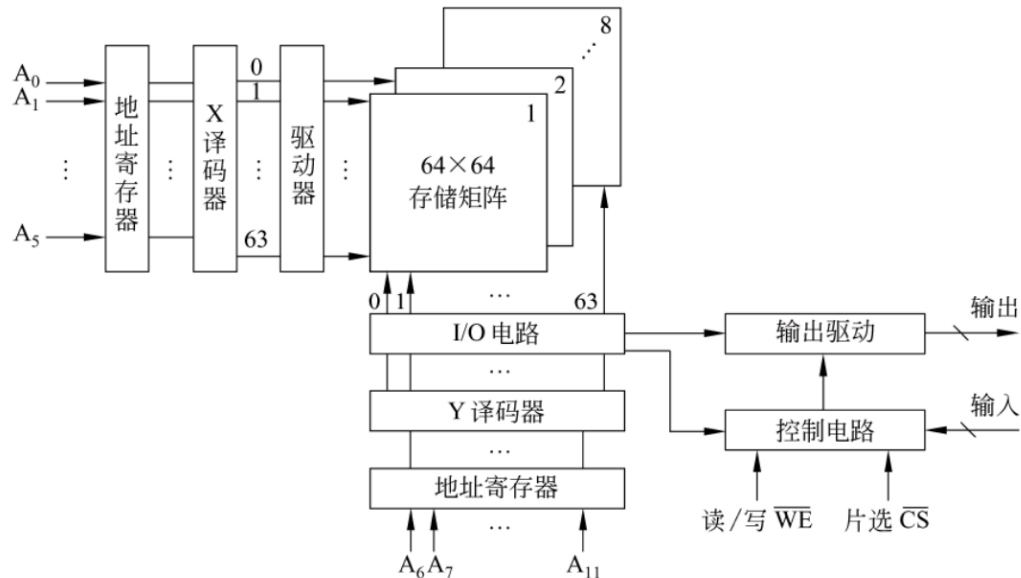 8
2
1
A₀
A₁
⋮
A₅
地址寄存器
⋮
X译码器
0
1
⋮
63
驱动器
⋮
64×64
存储矩阵
0 1 … 63
I/O 电路
…
Y 译码器
…
地址寄存器
A₆ A₇ … A₁₁
输出驱动
输出
控制电路
输入
读/写 W̅E̅
片选 C̅S̅